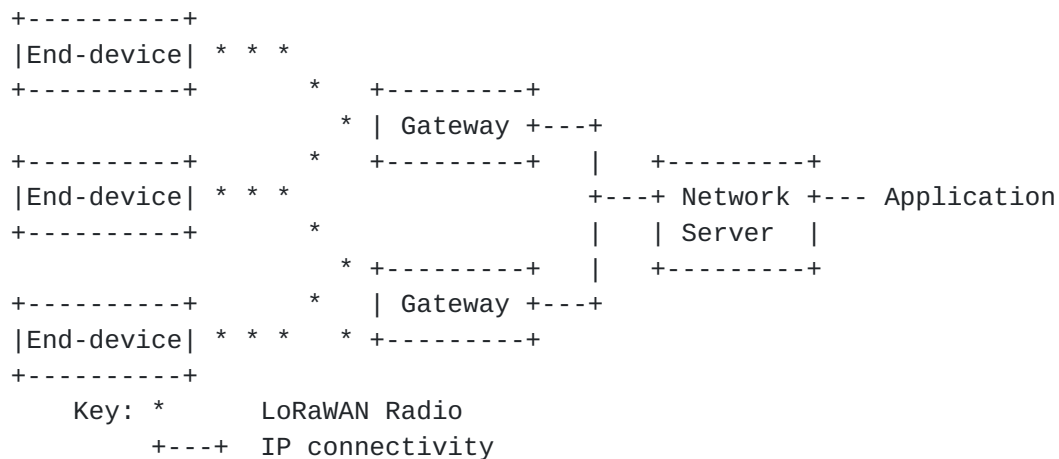 +----------+
|End-device| * * *
+----------+       *   +---------+
                     * | Gateway +---+
+----------+       *   +---------+   |   +---------+
|End-device| * * *                   +---+ Network +--- Application
+----------+       *                 |   | Server  |
                     * +---------+   |   +---------+
+----------+       *   | Gateway +---+
|End-device| * * *   * +---------+
+----------+
    Key: *      LoRaWAN Radio
         +---+  IP connectivity